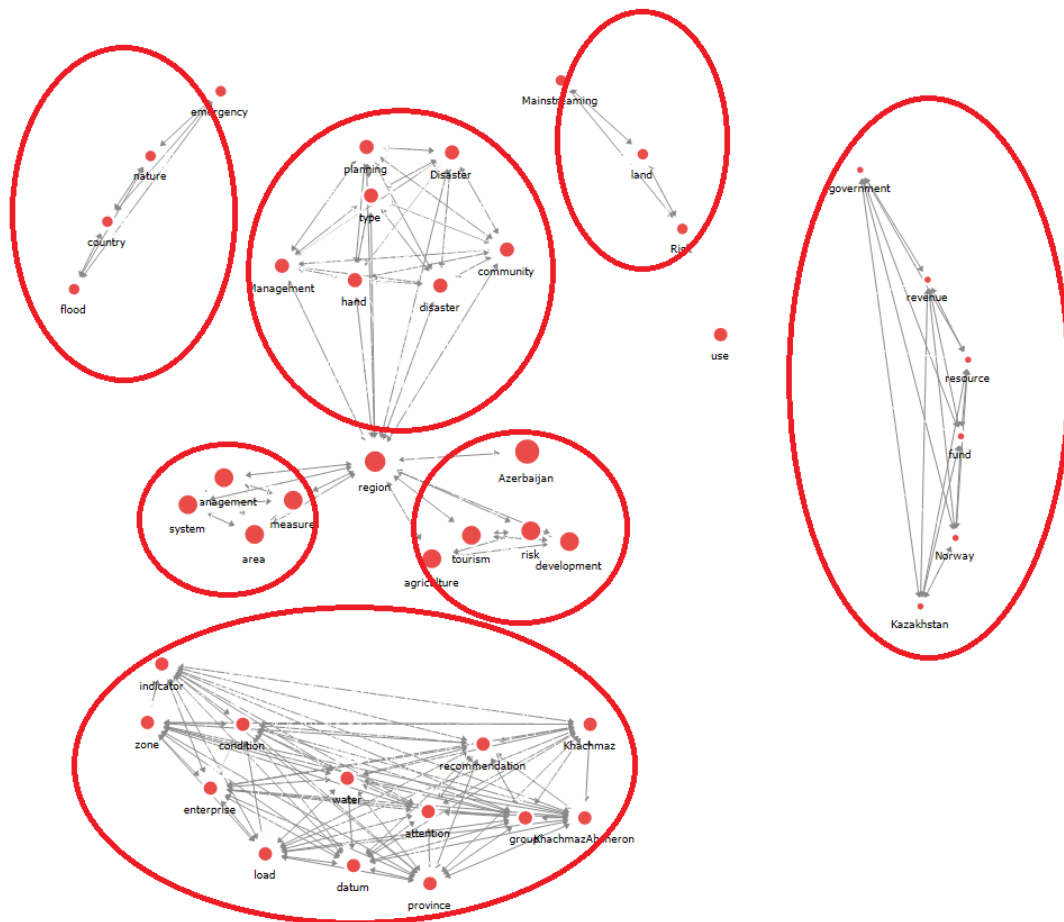 emergency
Mainstreaming
nature
planning
Disaster
land
government
type
country
Risk
community
Management
hand
disaster
flood
revenue
use
resource
fund
region
Azerbaijan
anagement
system
measure
area
tourism
risk
development
agriculture
Norway
Kazakhstan
indicator
zone
condition
recommendation
Khachmaz
enterprise
water
attention
group
load
datum
province